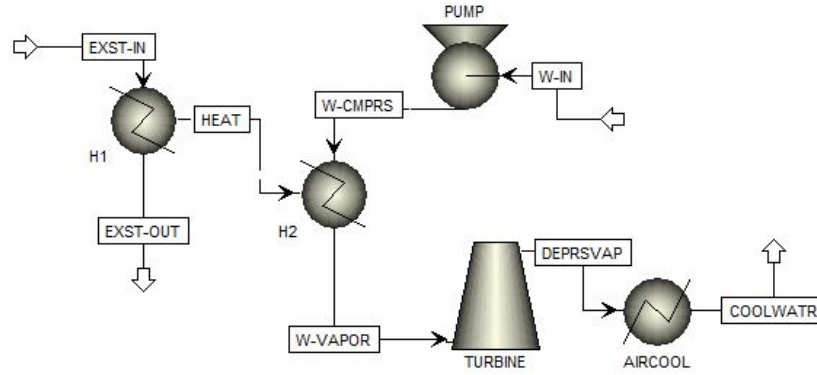 PUMP
EXST-IN
W-IN
W-CMPRS
HEAT
H1
H2
EXST-OUT
DEPRSVAP
COOLWATR
W-VAPOR
TURBINE
AIRCOOL